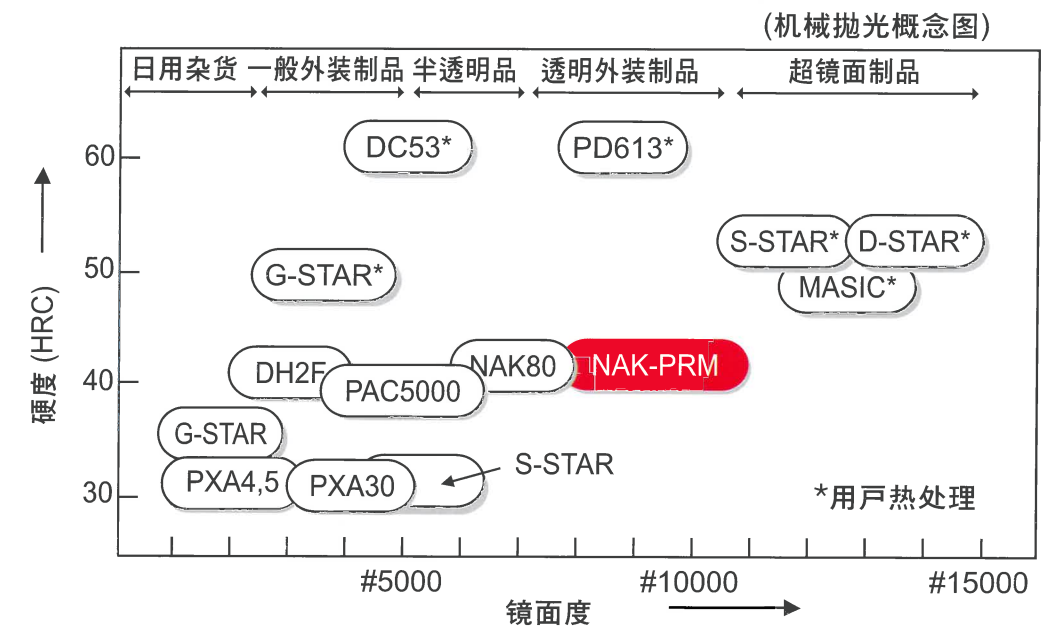 (机械抛光概念图)
日用杂货 一般外装制品 半透明品 透明外装制品 超镜面制品
60
DC53*
PD613*
S-STAR*
D-STAR*
50
G-STAR*
MASIC*
硬度 (HRC)
40
DH2F
PAC5000
NAK80
NAK-PRM
G-STAR
30
PXA4,5
PXA30
S-STAR
*用戸热处理
#5000
#10000
#15000
镜面度